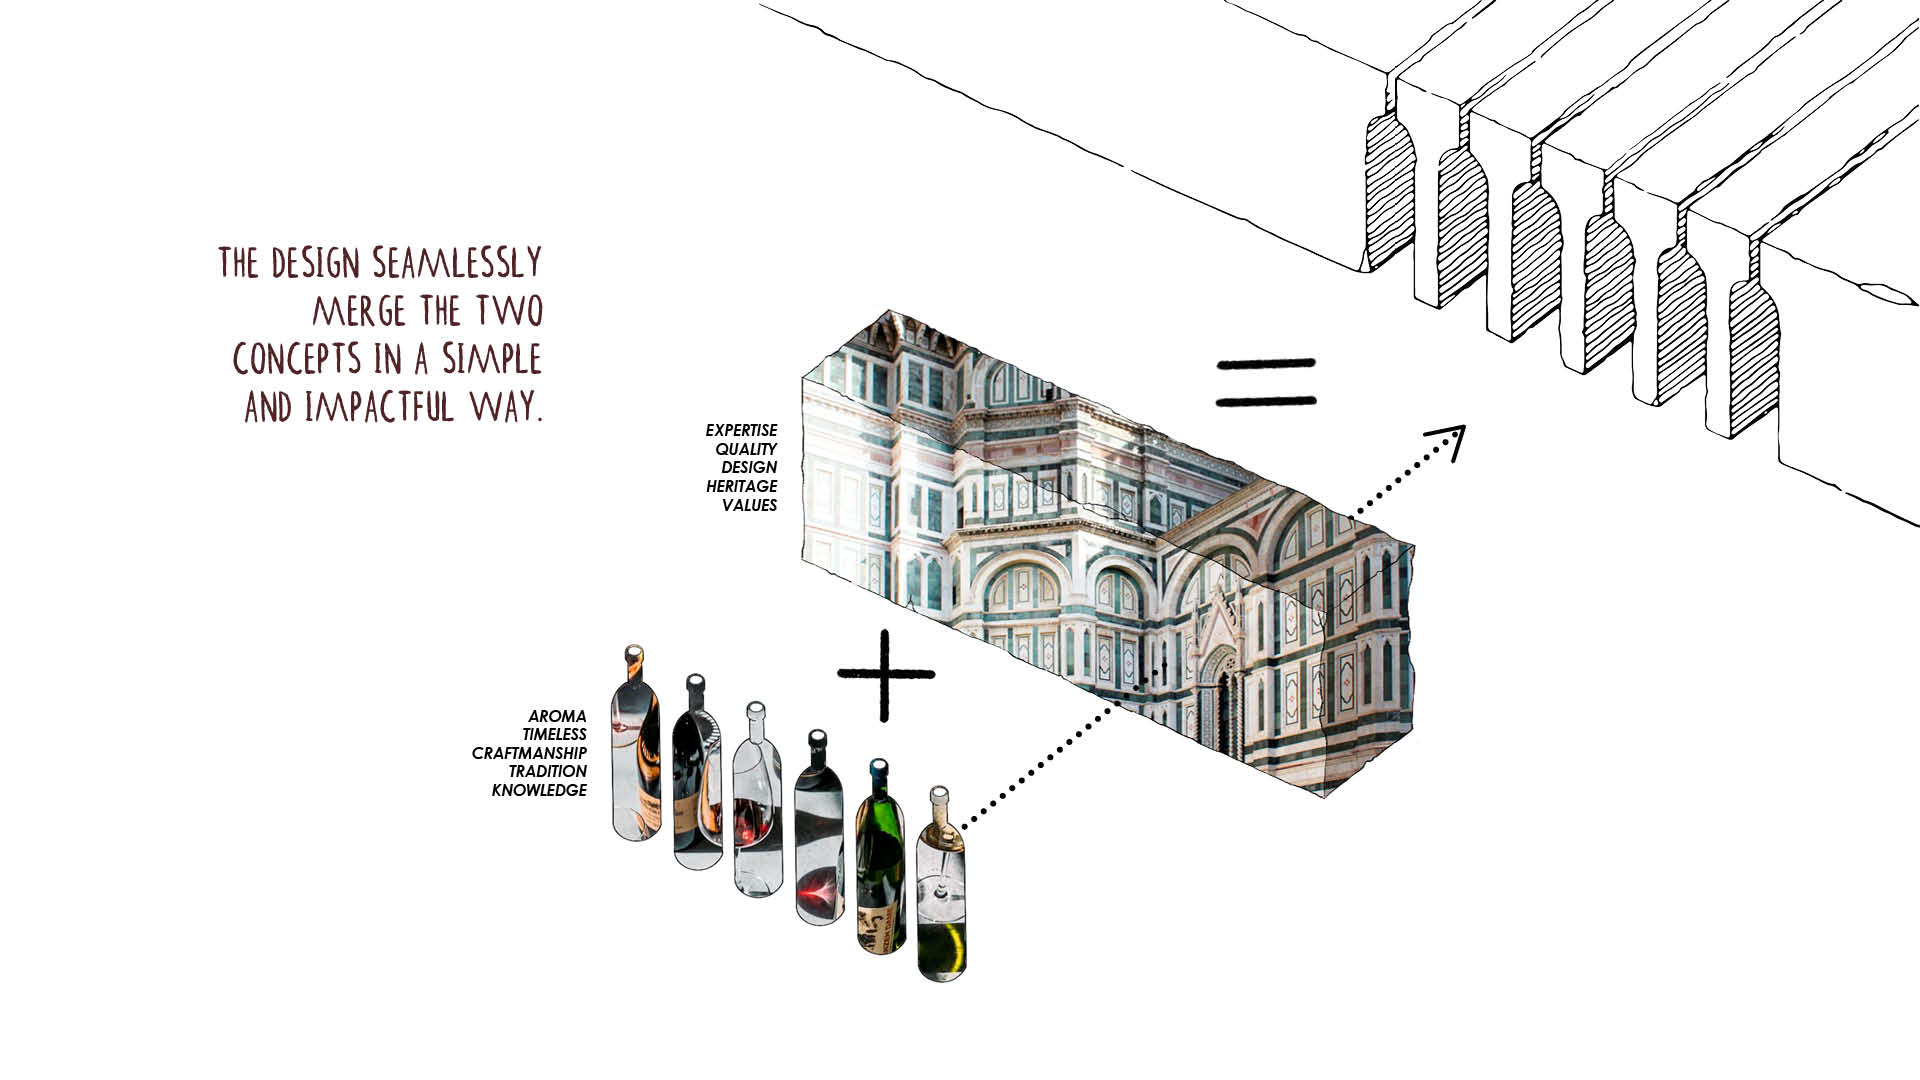 THE DESIGN SEAMLESSLY
MERGE THE TWO
CONCEPTS IN A SIMPLE
AND IMPACTFUL WAY.
EXPERTISE
QUALITY
DESIGN
HERITAGE
VALUES
AROMA
TIMELESS
CRAFTMANSHIP
TRADITION
KNOWLEDGE